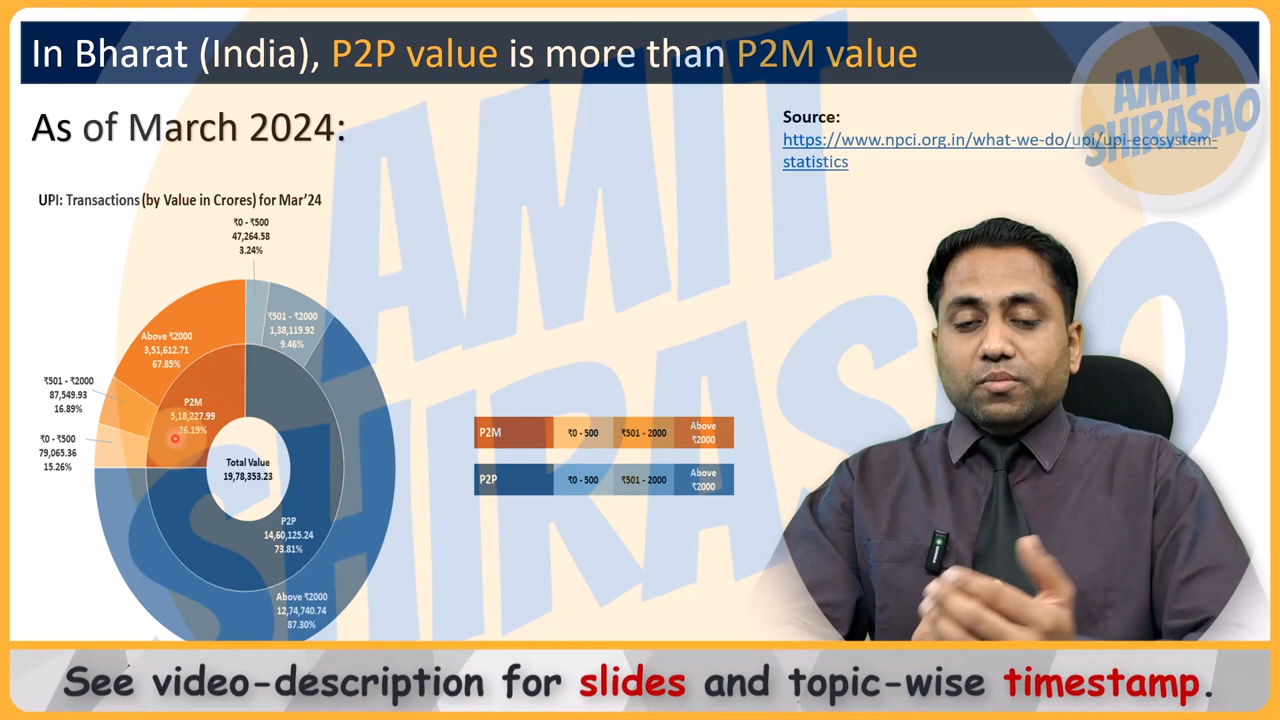 In Bharat (India), P2P value is more than P2M value
AMIT
SHIRASAO
As of March 2024:
Source:
https://www.npci.org.in/what-we-do/upi/upi-ecosystem-
statistics
UPI: Transactions (by Value in Crores) for Mar'24
₹0 - ₹500
47,264.58
3.24%
₹501 - ₹2000
1,38,119.92
9.46%
Above ₹2000
3,51,612.71
67.85%
₹501 - ₹2000
87,549.93
16.89%
P2M
5,18,227.99
26.19%
₹0 - ₹500
79,065.36
15.26%
Total Value
19,78,353.23
P2P
14,60,125.24
73.81%
Above ₹2000
12,74,740.74
87.30%
P2M ₹0 - 500 ₹501 - 2000 Above
₹2000
P2P ₹0 - 500 ₹501 - 2000 Above
₹2000
AMIT
SHIRASAO
See video-description for slides and topic-wise timestamp.